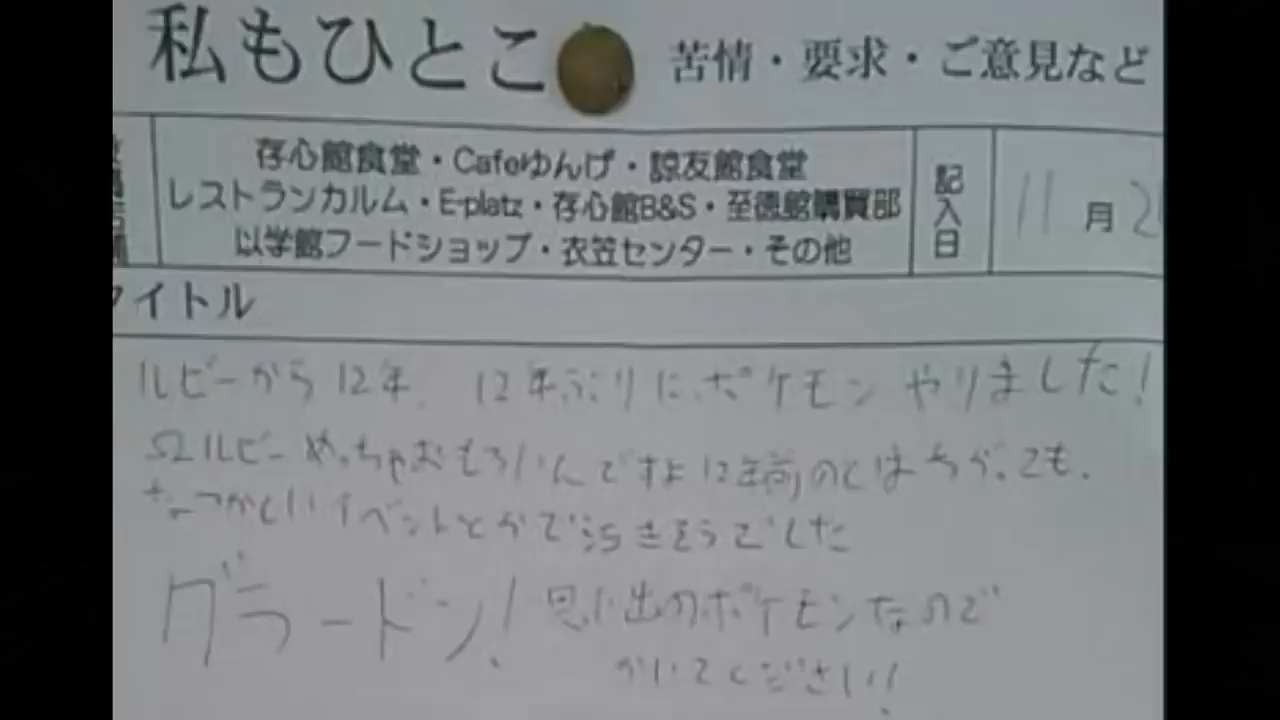 私もひとこ 苦情・要求・ご意見など
存心館食堂・Cafeゆんげ・諒友館食堂
レストランカルム・E-platz・存心館B&S・至徳館購買部
以学館フードショップ・衣笠センター・その他
記入日
11月2
タイトル
ルビーから12年、12年ぶりにポケモンやりました!
Ωルビーめっちゃおもろいんですよ12年前のとはちがっても、
なつかしいイベントとかで泣きそうでした
グラードン!思い出のポケモンなので
かいてください!